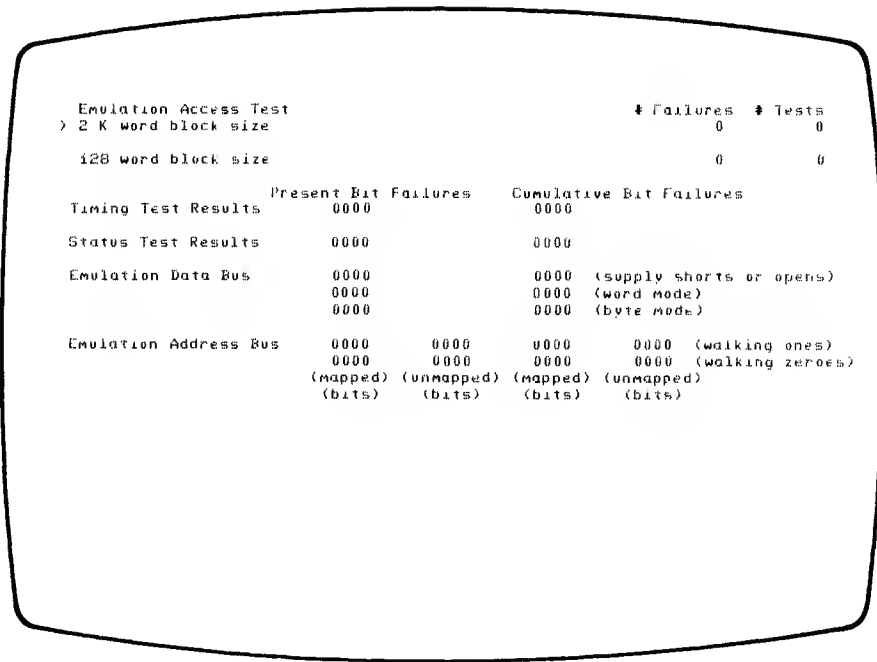 Emulation Access Test # Failures # Tests
> 2 K word block size 0 0
128 word block size 0 0
Present Bit Failures Cumulative Bit Failures
Timing Test Results 0000 0000
Status Test Results 0000 0000
Emulation Data Bus 0000 0000 (supply shorts or opens)
0000 0000 (word mode)
0000 0000 (byte mode)
Emulation Address Bus 0000 0000 0000 0000 (walking ones)
0000 0000 0000 0000 (walking zeroes)
(mapped) (unmapped) (mapped) (unmapped)
(bits) (bits) (bits) (bits)